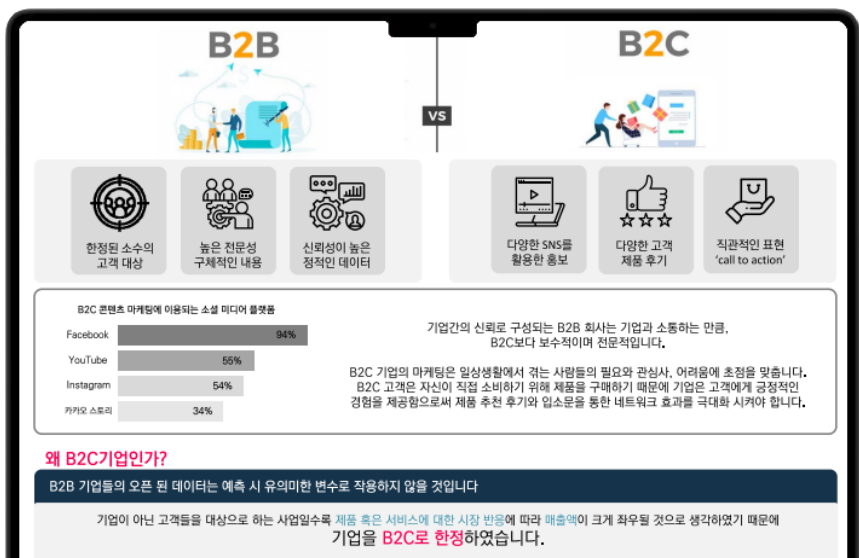 B2B
VS
B2C
한정된 소수의
고객 대상
높은 전문성
구체적인 내용
신뢰성이 높은
정적인 데이터
다양한 SNS를
활용한 홍보
다양한 고객
제품 후기
직관적인 표현
‘call to action’
B2C 콘텐츠 마케팅에 이용되는 소셜 미디어 플랫폼
Facebook 94%
YouTube 55%
Instagram 54%
카카오 스토리 34%
기업간의 신뢰로 구성되는 B2B 회사는 기업과 소통하는 만큼,
B2C보다 보수적이며 전문적입니다.
B2C 기업의 마케팅은 일상생활에서 겪는 사람들의 필요와 관심사, 어려움에 초점을 맞춥니다.
B2C 고객은 자신이 직접 소비하기 위해 제품을 구매하기 때문에 기업은 고객에게 긍정적인
경험을 제공함으로써 제품 추천 후기와 입소문을 통한 네트워크 효과를 극대화 시켜야 합니다.
왜 B2C기업인가?
B2B 기업들의 오픈 된 데이터는 예측 시 유의미한 변수로 작용하지 않을 것입니다
기업이 아닌 고객들을 대상으로 하는 사업일수록 제품 혹은 서비스에 대한 시장 반응에 따라 매출액이 크게 좌우될 것으로 생각하였기 때문에
기업을 B2C로 한정하였습니다.